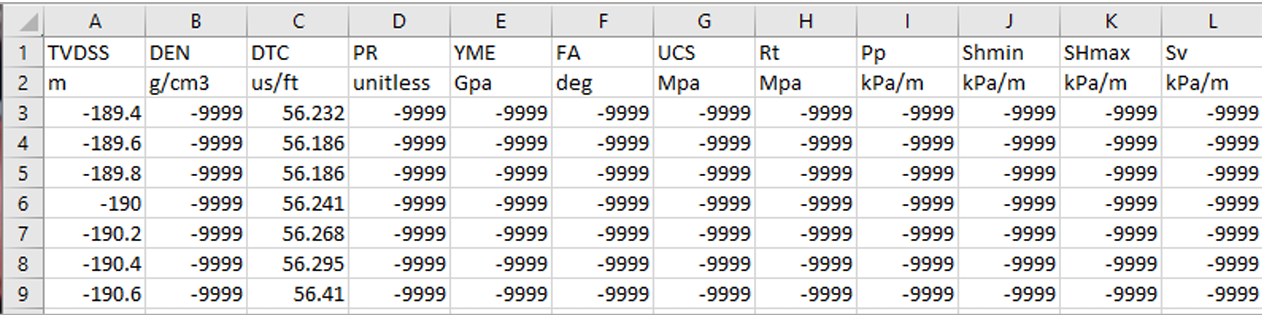 A B C D E F G H I J K L
1 TVDSS DEN DTC PR YME FA UCS Rt Pp Shmin SHmax Sv
2 m g/cm3 us/ft unitless Gpa deg Mpa Mpa kPa/m kPa/m kPa/m kPa/m
3 -189.4 -9999 56.232 -9999 -9999 -9999 -9999 -9999 -9999 -9999 -9999 -9999
4 -189.6 -9999 56.186 -9999 -9999 -9999 -9999 -9999 -9999 -9999 -9999 -9999
5 -189.8 -9999 56.186 -9999 -9999 -9999 -9999 -9999 -9999 -9999 -9999 -9999
6 -190 -9999 56.241 -9999 -9999 -9999 -9999 -9999 -9999 -9999 -9999 -9999
7 -190.2 -9999 56.268 -9999 -9999 -9999 -9999 -9999 -9999 -9999 -9999 -9999
8 -190.4 -9999 56.295 -9999 -9999 -9999 -9999 -9999 -9999 -9999 -9999 -9999
9 -190.6 -9999 56.41 -9999 -9999 -9999 -9999 -9999 -9999 -9999 -9999 -9999